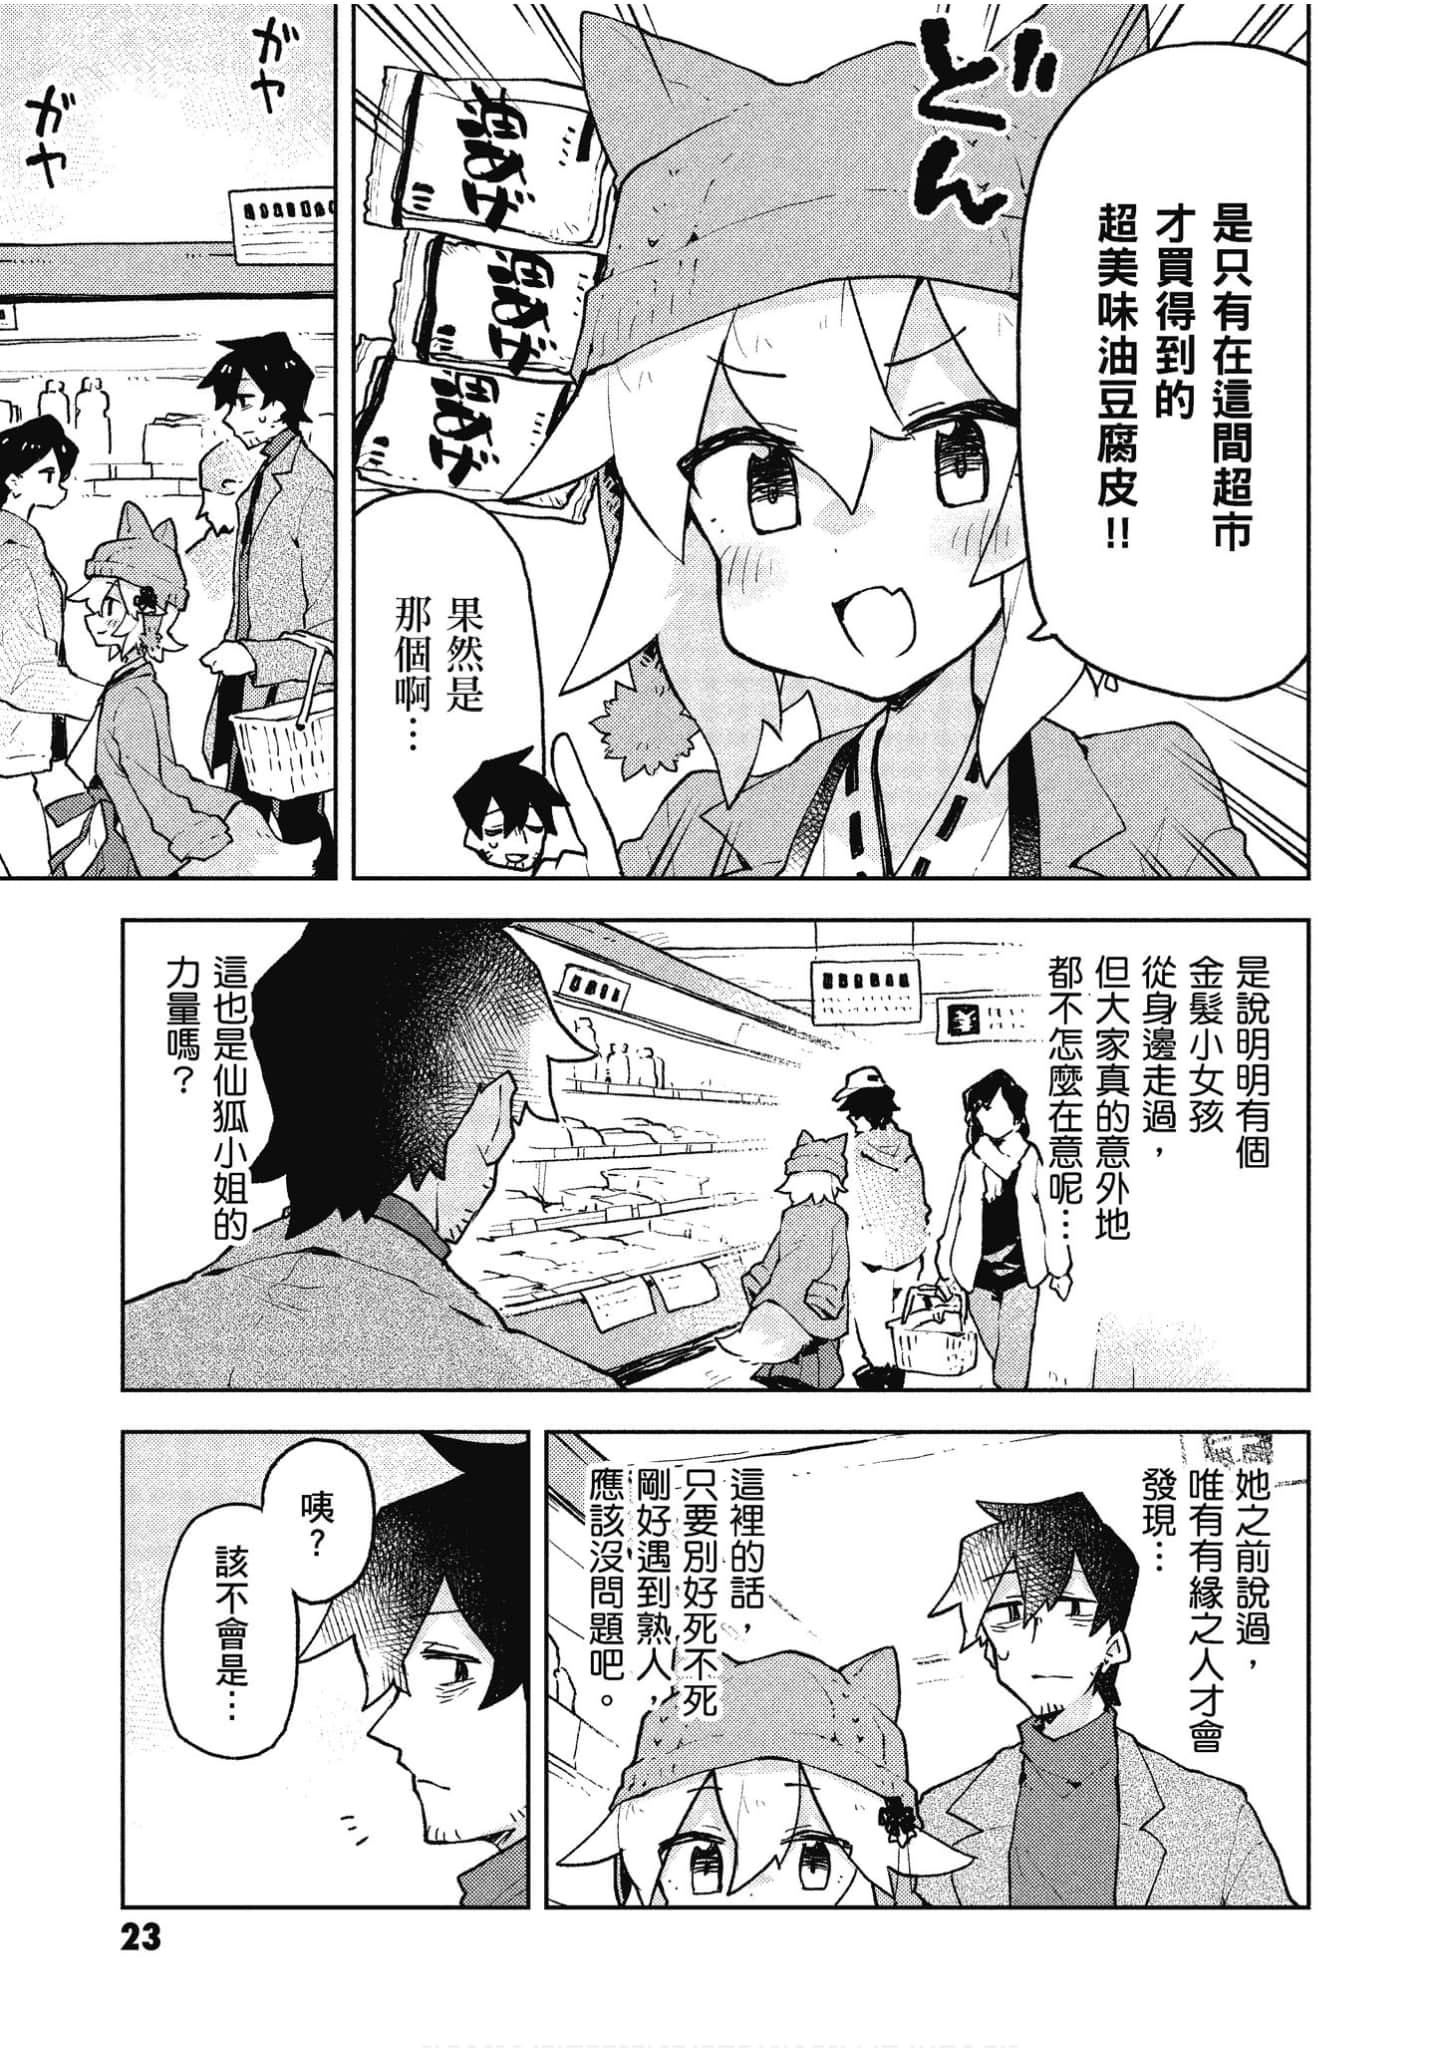 どん
是只有在這間超市
才買得到的
超美味油豆腐皮!!
油あげ
油あげ
油あげ
果然是
那個啊…
ガヤ
ガヤ
是說明明有個
金髮小女孩
從身邊走過，
但大家真的意外地
都不怎麼在意呢…
這也是仙狐小姐的
力量嗎？
她之前說過，
唯有有緣之人才會
發現…
這裡的話，
只要別好死不死
剛好遇到熟人，
應該沒問題吧。
咦？
該不會是…
23